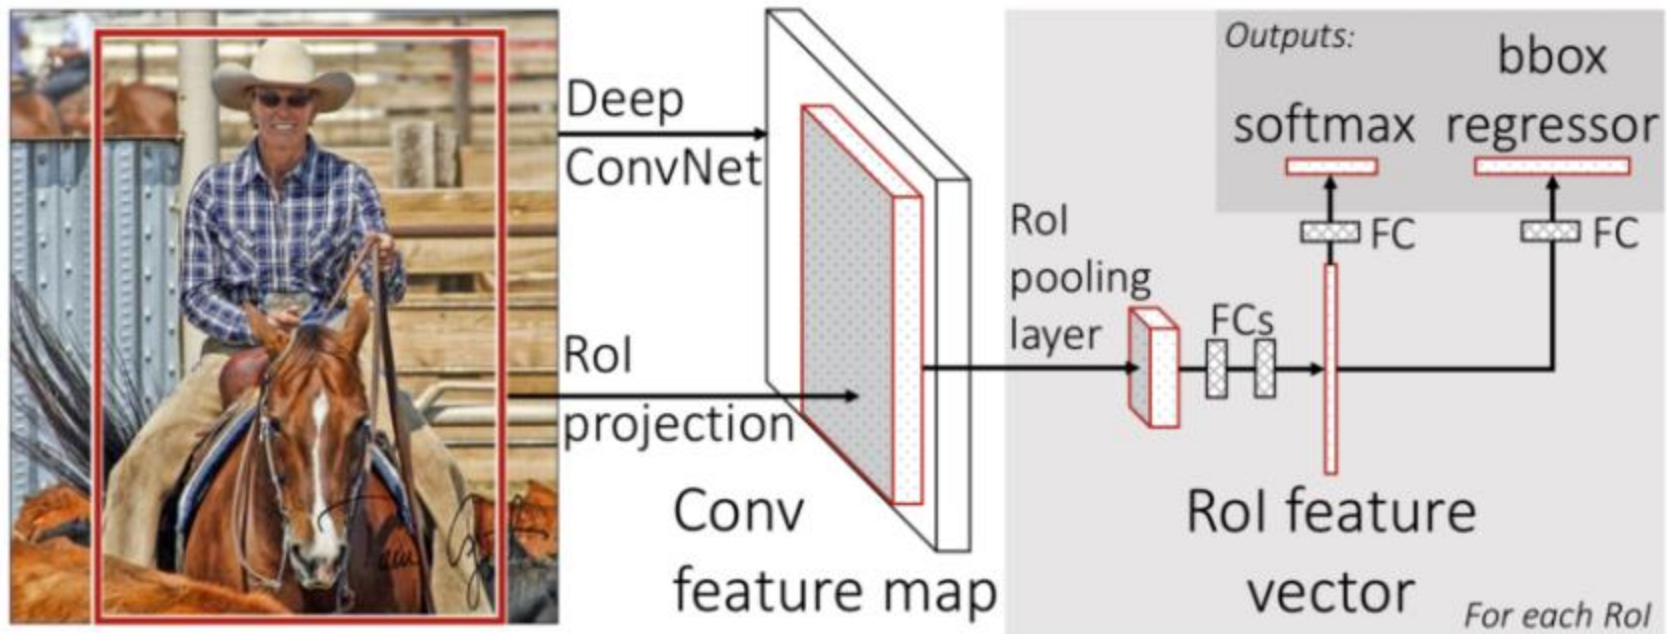 Deep
ConvNet
RoI
projection
Conv
feature map
RoI
pooling
layer
FCs
Outputs:
softmax
bbox
regressor
FC
FC
RoI feature
vector
For each RoI